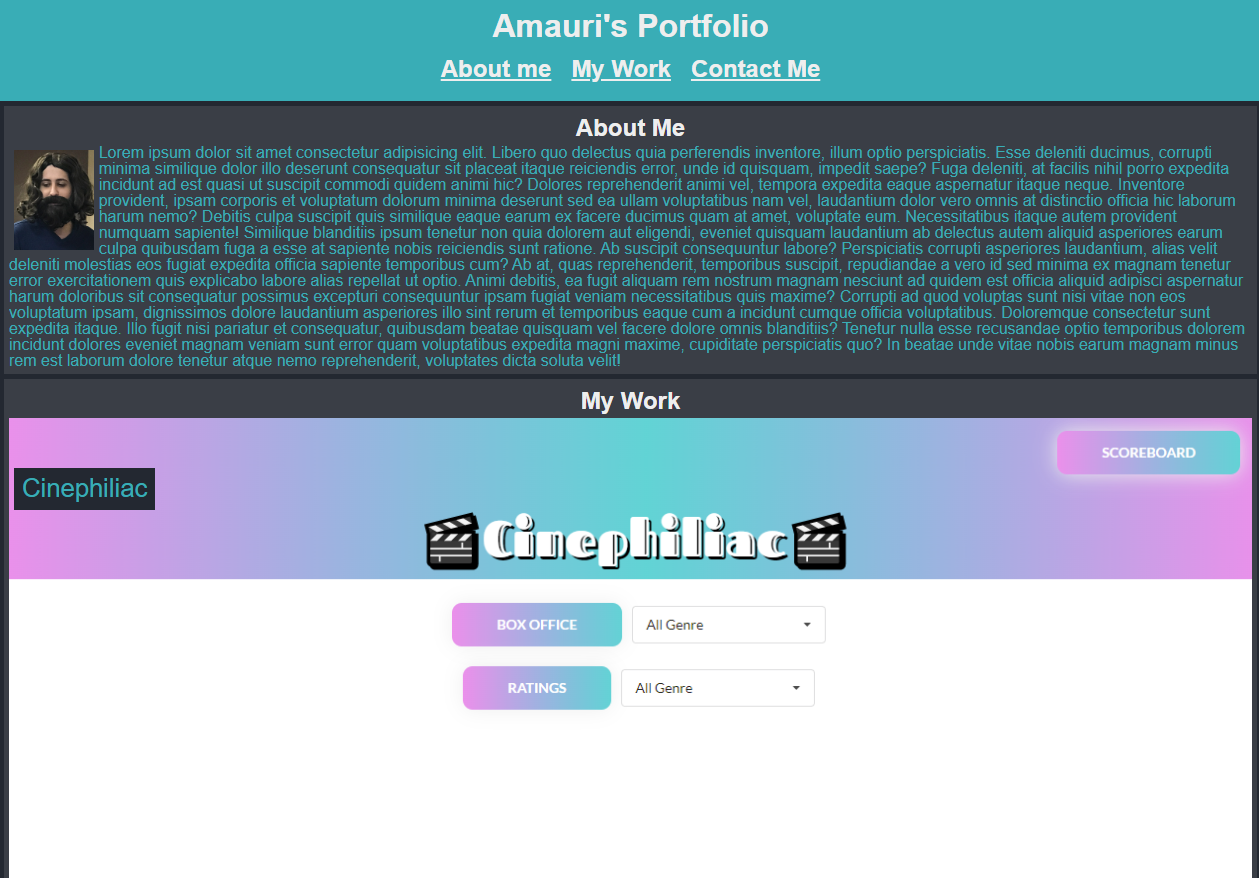 Amauri's Portfolio
About me My Work Contact Me
About Me
Lorem ipsum dolor sit amet consectetur adipisicing elit. Libero quo delectus quia perferendis inventore, illum optio perspiciatis. Esse deleniti ducimus, corrupti
minima similique dolor illo deserunt consequatur sit placeat itaque reiciendis error, unde id quisquam, impedit saepe? Fuga deleniti, at facilis nihil porro expedita
incidunt ad est quasi ut suscipit commodi quidem animi hic? Dolores reprehenderit animi vel, tempora expedita eaque aspernatur itaque neque. Inventore
provident, ipsam corporis et voluptatum dolorum minima deserunt sed ea ullam voluptatibus nam vel, laudantium dolor vero omnis at distinctio officia hic laborum
harum nemo? Debitis culpa suscipit quis similique eaque earum ex facere ducimus quam at amet, voluptate eum. Necessitatibus itaque autem provident
numquam sapiente! Similique blanditiis ipsum tenetur non quia dolorem aut eligendi, eveniet quisquam laudantium ab delectus autem aliquid asperiores earum
culpa quibusdam fuga a esse at sapiente nobis reiciendis sunt ratione. Ab suscipit consequuntur labore? Perspiciatis corrupti asperiores laudantium, alias velit
deleniti molestias eos fugiat expedita officia sapiente temporibus cum? Ab at, quas reprehenderit, temporibus suscipit, repudiandae a vero id sed minima ex magnam tenetur
error exercitationem quis explicabo labore alias repellat ut optio. Animi debitis, ea fugit aliquam rem nostrum magnam nesciunt ad quidem est officia aliquid adipisci aspernatur
harum doloribus sit consequatur possimus excepturi consequuntur ipsam fugiat veniam necessitatibus quis maxime? Corrupti ad quod voluptas sunt nisi vitae non eos
voluptatum ipsam, dignissimos dolore laudantium asperiores illo sint rerum et temporibus eaque cum a incidunt cumque officia voluptatibus. Doloremque consectetur sunt
expedita itaque. Illo fugit nisi pariatur et consequatur, quibusdam beatae quisquam vel facere dolore omnis blanditiis? Tenetur nulla esse recusandae optio temporibus dolorem
incidunt dolores eveniet magnam veniam sunt error quam voluptatibus expedita magni maxime, cupiditate perspiciatis quo? In beatae unde vitae nobis earum magnam minus
rem est laborum dolore tenetur atque nemo reprehenderit, voluptates dicta soluta velit!
My Work
SCOREBOARD
Cinephiliac
Cinephiliac
BOX OFFICE All Genre
RATINGS All Genre